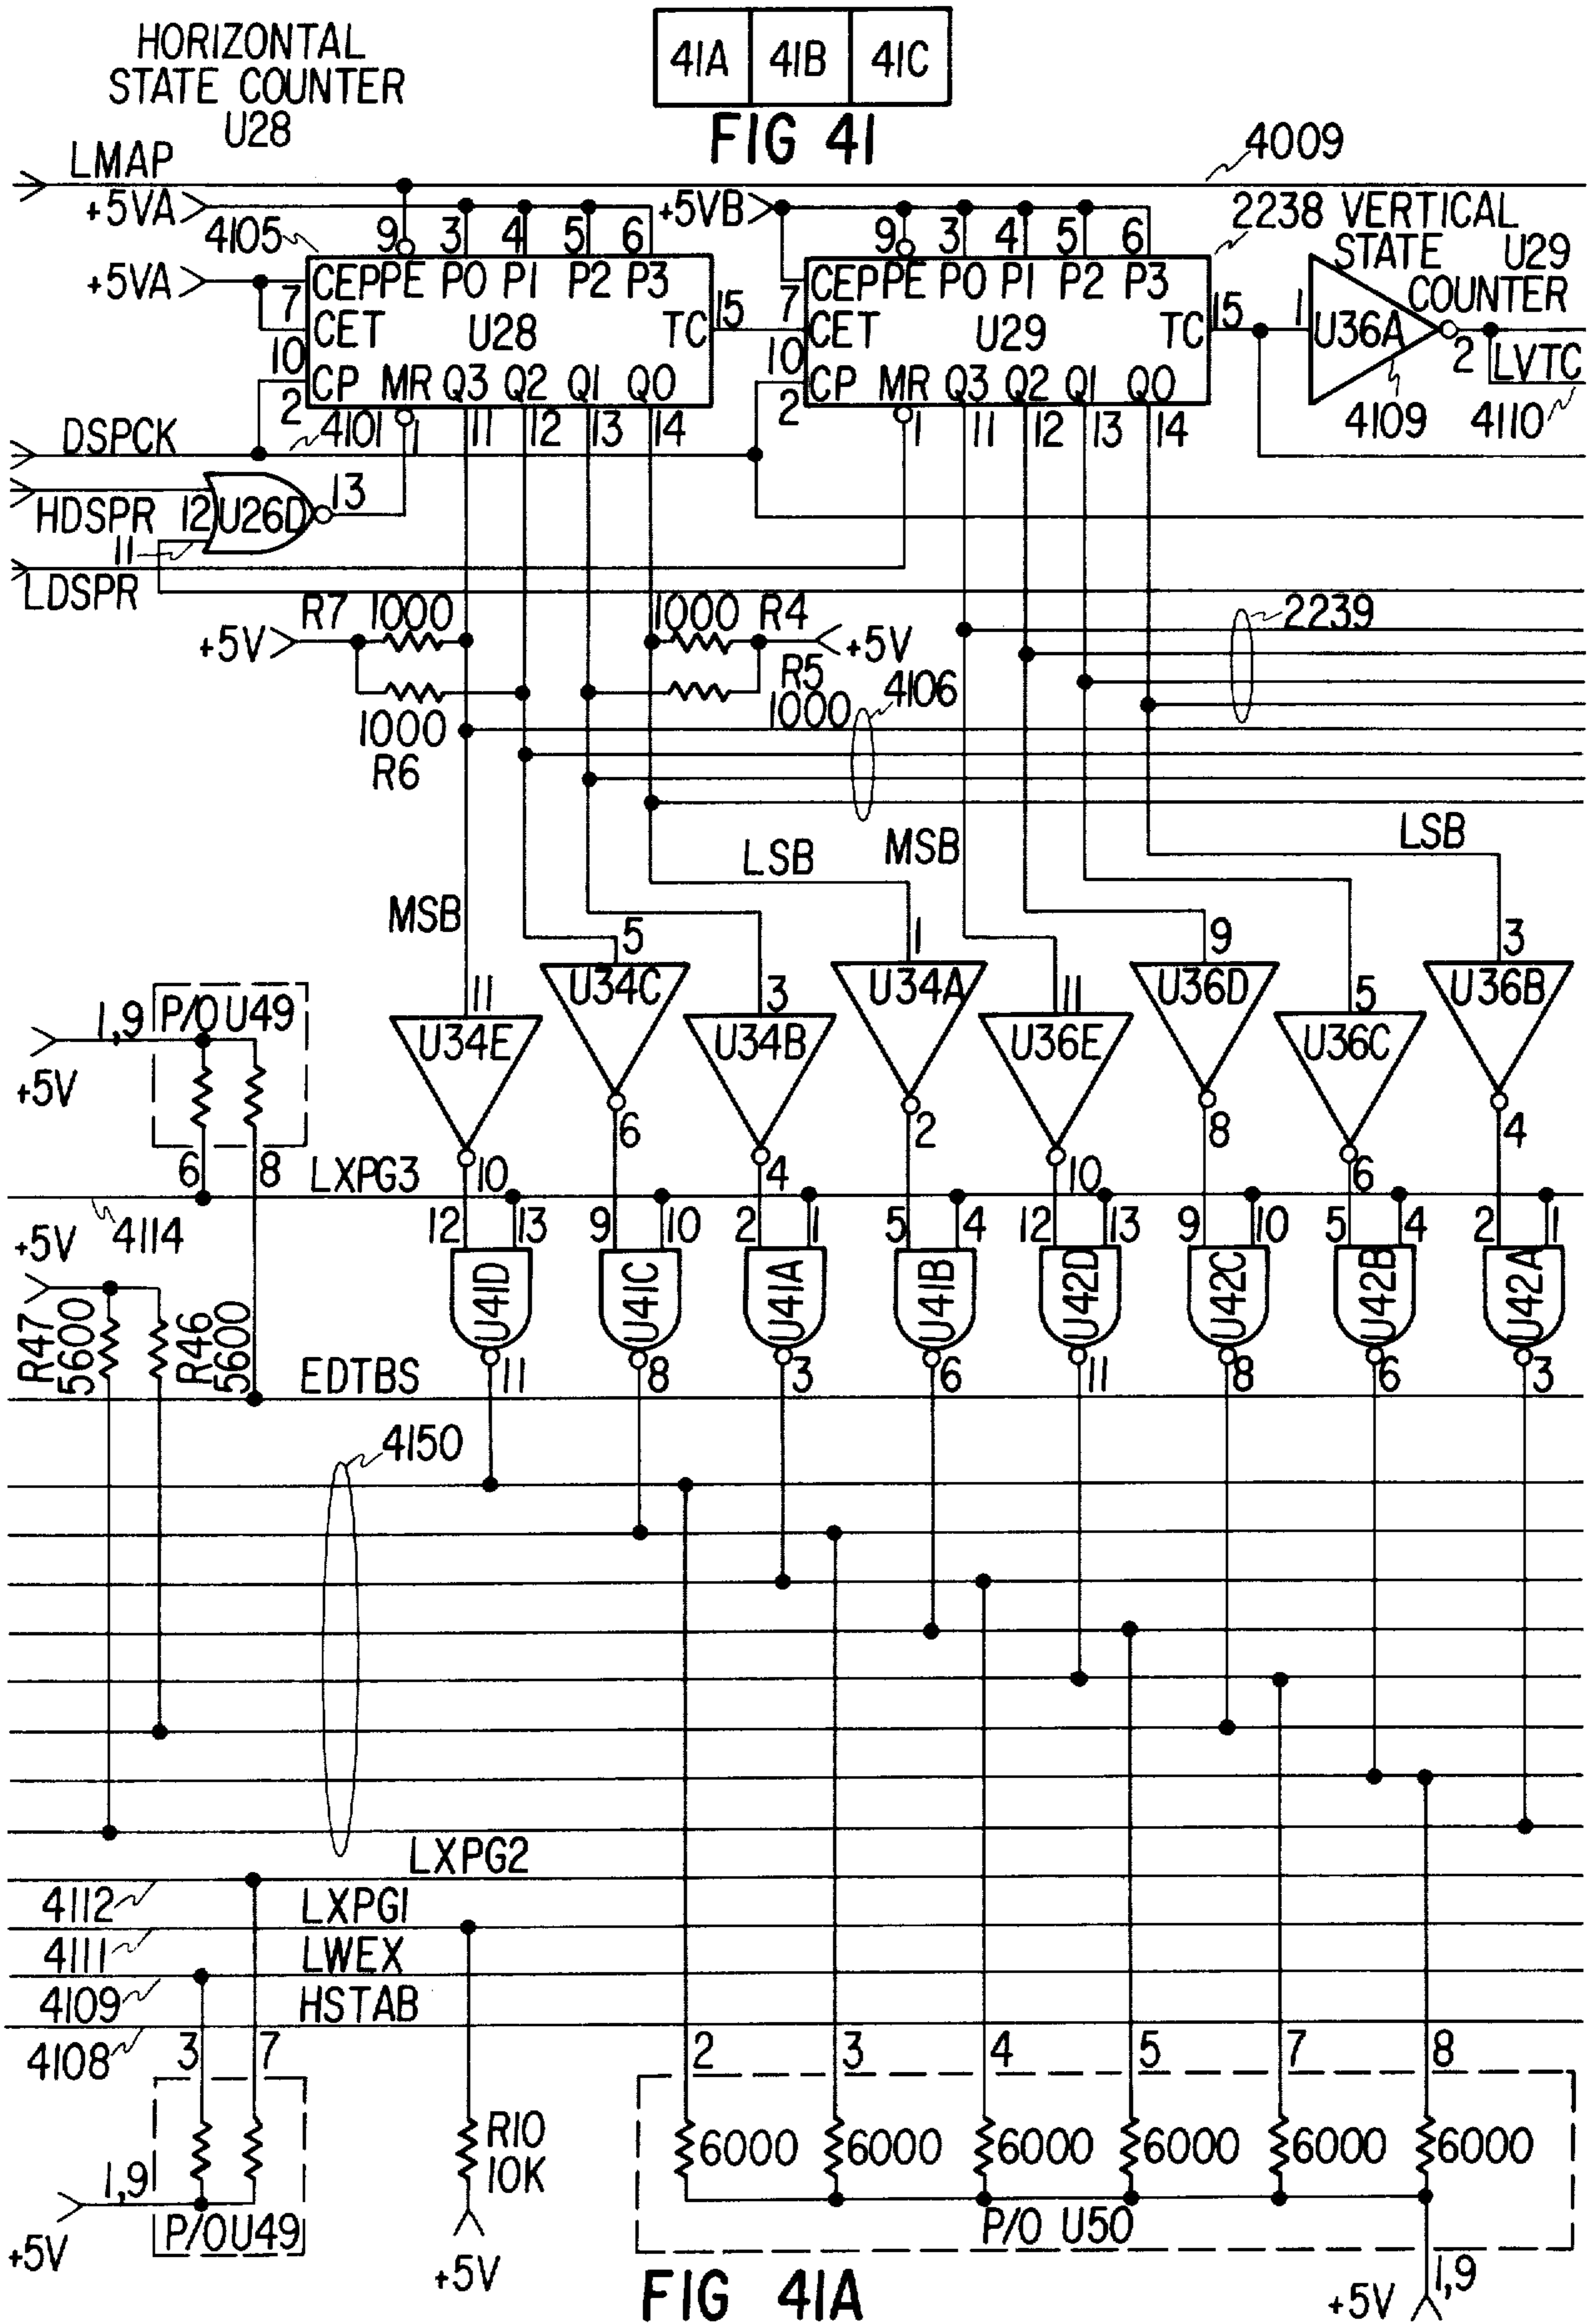 HORIZONTAL
STATE COUNTER
U28
41A 41B 41C
FIG 41
LMAP
4009
+5VA
+5VB
2238 VERTICAL
STATE U29
COUNTER
4105
9 3 4 5 6
9 3 4 5 6
+5VA
CEP PE P0 P1 P2 P3
CEP PE P0 P1 P2 P3
7
7
CET U28 TC
15
CET U29 TC
15
1
U36A
2
LVTC
10
10
CP MR Q3 Q2 Q1 Q0
CP MR Q3 Q2 Q1 Q0
2
2
4101
1 11 12 13 14
1 11 12 13 14
4109
4110
DSPCK
HDSPR
12
U26D
13
11
LDSPR
R7 1000
1000 R4
2239
+5V
+5V
R5
1000
4106
1000
R6
MSB
LSB
MSB
LSB
11 5 3 1 11 9 5 3
U34E U34C U34B U34A U36E U36D U36C U36B
1,9
P/O U49
+5V
10 6 4 2 10 8 6 4
6 8
LXPG3
4114
12 13 9 10 2 1 5 4 12 13 9 10 5 4 2 1
U41D U41C U41A U41B U42D U42C U42B U42A
+5V
R47
5600
R46
5600
11 8 3 6 11 8 6 3
EDTBS
4150
LXPG2
4112
LXPG1
4111
LWEX
4109
HSTAB
4108
3 7
2 3 4 5 7 8
R10
10K
6000 6000 6000 6000 6000 6000
1,9
P/O U49
+5V
+5V
P/O U50
1,9
+5V
FIG 41A